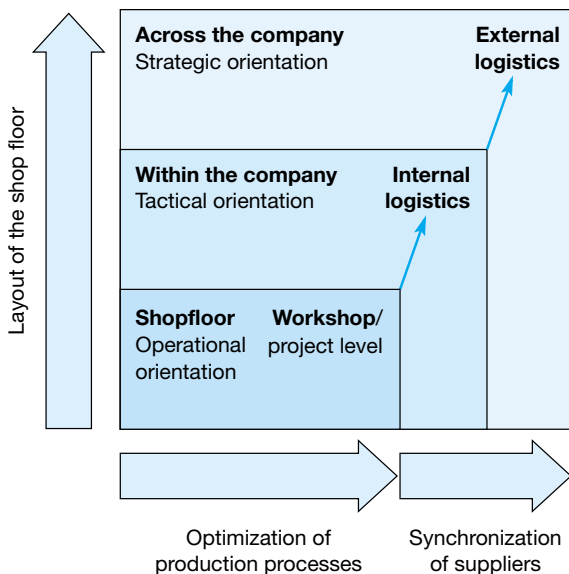 Across the company
Strategic orientation
External
logistics
Within the company
Tactical orientation
Internal
logistics
Shopfloor
Operational
orientation
Workshop/
project level
Layout of the shop floor
Optimization of
production processes
Synchronization
of suppliers